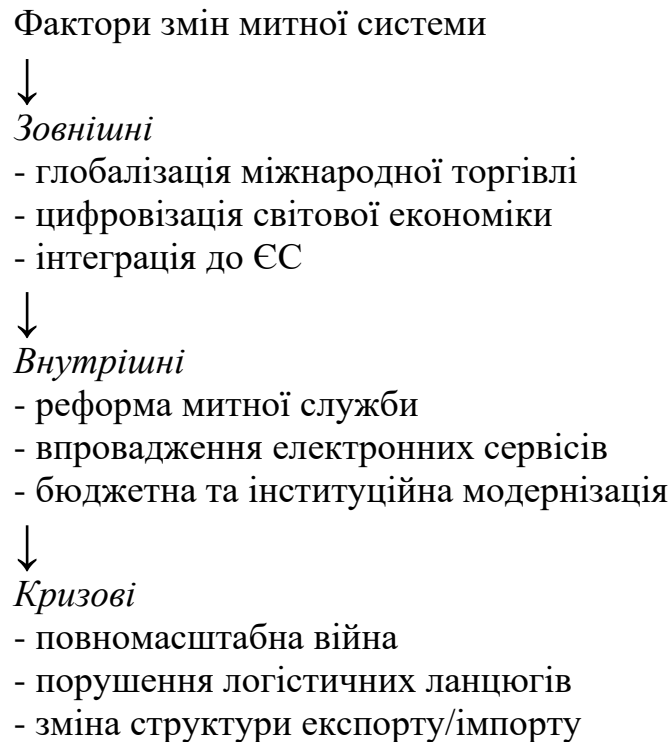 Фактори змін митної системи
↓
Зовнішні
- глобалізація міжнародної торгівлі
- цифровізація світової економіки
- інтеграція до ЄС
↓
Внутрішні
- реформа митної служби
- впровадження електронних сервісів
- бюджетна та інституційна модернізація
↓
Кризові
- повномасштабна війна
- порушення логістичних ланцюгів
- зміна структури експорту/імпорту